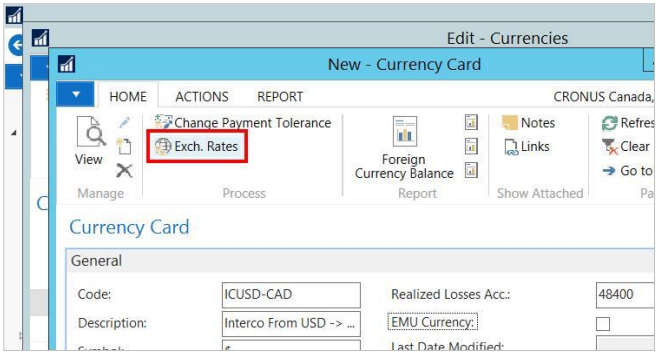 Edit - Currencies
New - Currency Card
HOME ACTIONS REPORT CRONUS Canada,
View
Change Payment Tolerance
Exch. Rates
Foreign
Currency Balance
Notes
Links
Refres
Clear
Go to
Manage Process Report Show Attached Pa
Currency Card
General
Code: ICUSD-CAD Realized Losses Acc.: 48400
Description: Interco From USD -> ... EMU Currency:
Symbol: $ Last Date Modified: